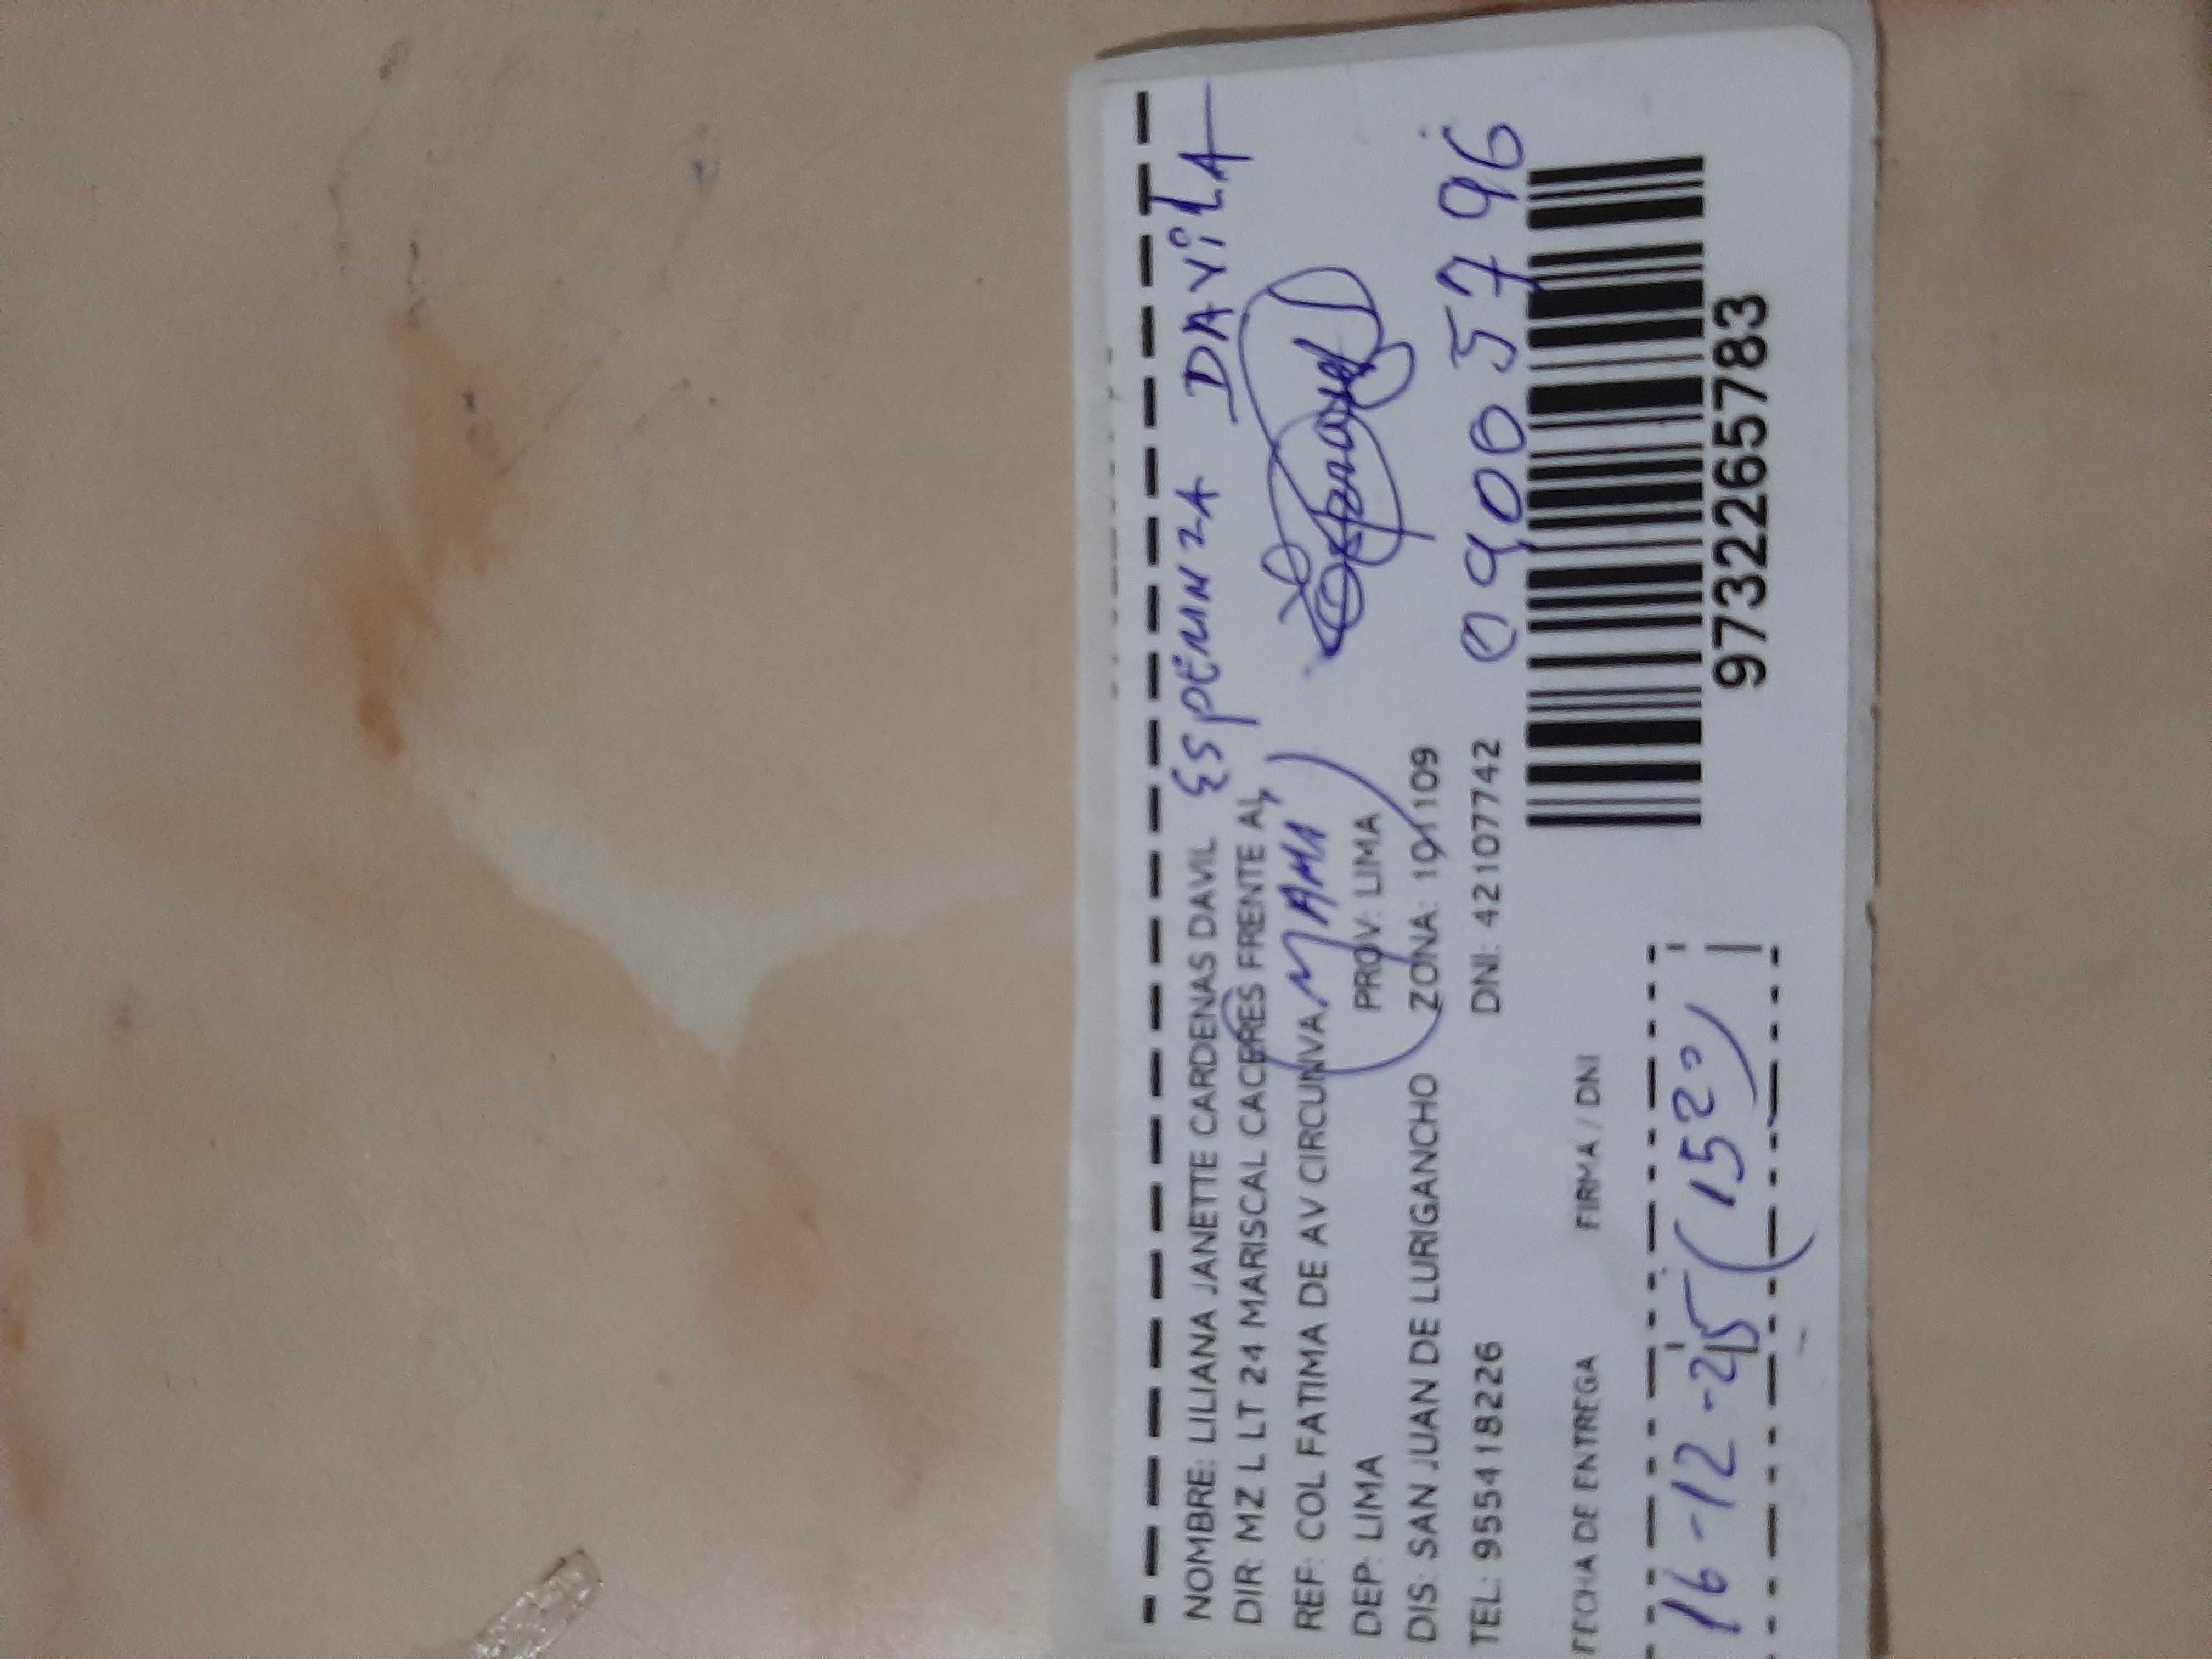 NOMBRE: LILIANA JANETTE CARDENAS DAVIL ESPERANZA DAVILA
DIR: MZ L LT 24 MARISCAL CACERES FRENTE AL
REF: COL FATIMA DE AV CIRCUNVA (MAMA)
DEP: LIMA PROV: LIMA
DIS: SAN JUAN DE LURIGANCHO ZONA: 101109
TEL: 955418226 DNI: 42107742 09005796
FECHA DE ENTREGA FIRMA / DNI
16-12-25 (1520)
9732265783